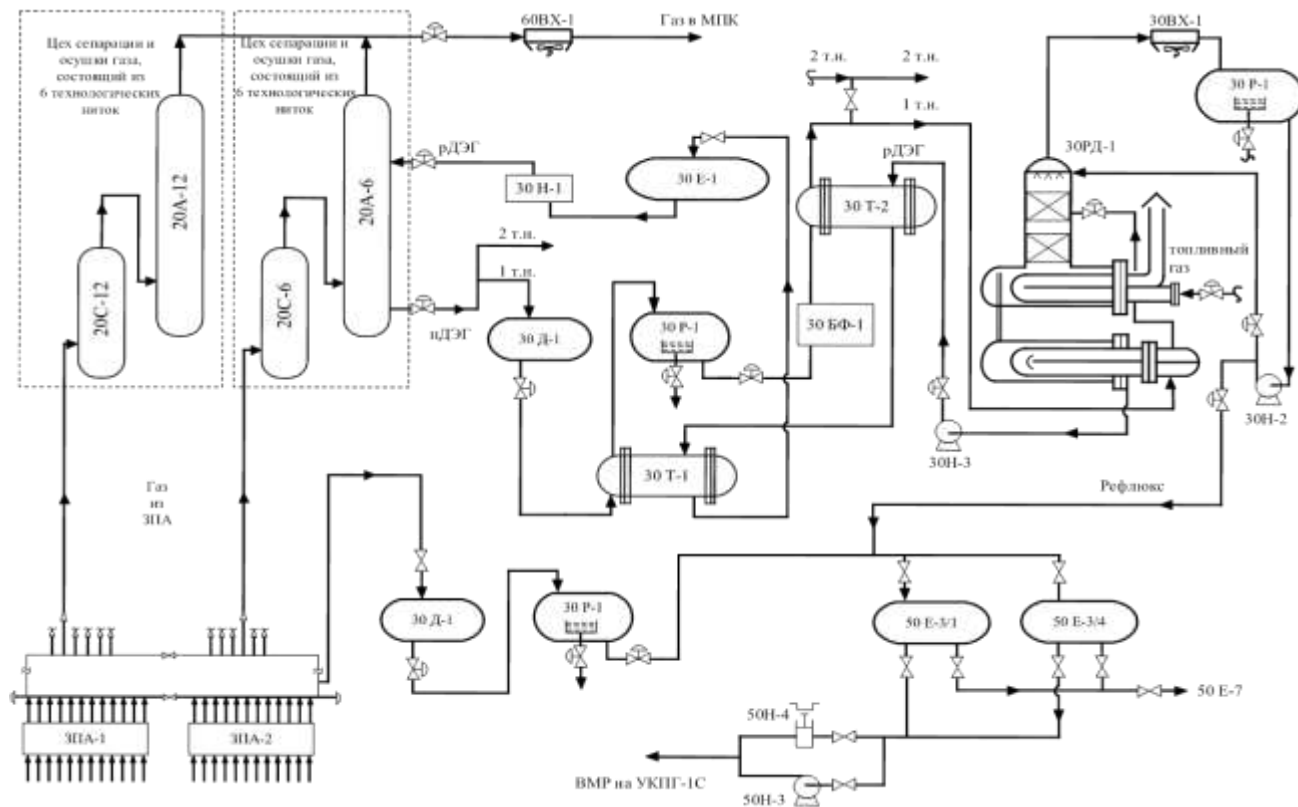 60ВХ-1
Газ в МПК
30ВХ-1
Цех сепарации и
осушки газа,
состоящий из
6 технологических
ниток
Цех сепарации и
осушки газа,
состоящий из
6 технологических
ниток
2 т.н.
2 т.н.
1 т.н.
30 Р-1
30РД-1
20А-12
20А-6
рДЭГ
30 Н-1
30 Е-1
рДЭГ
30 Т-2
топливный
газ
20С-12
20С-6
2 т.н.
1 т.н.
нДЭГ
30 Д-1
30 Р-1
30 БФ-1
30 Т-1
30Н-3
30Н-2
Газ
из
ЗПА
Рефлюкс
30 Д-1
30 Р-1
50 Е-3/1
50 Е-3/4
50 Е-7
ЗПА-1
ЗПА-2
50Н-4
ВМР на УКПГ-1С
50Н-3